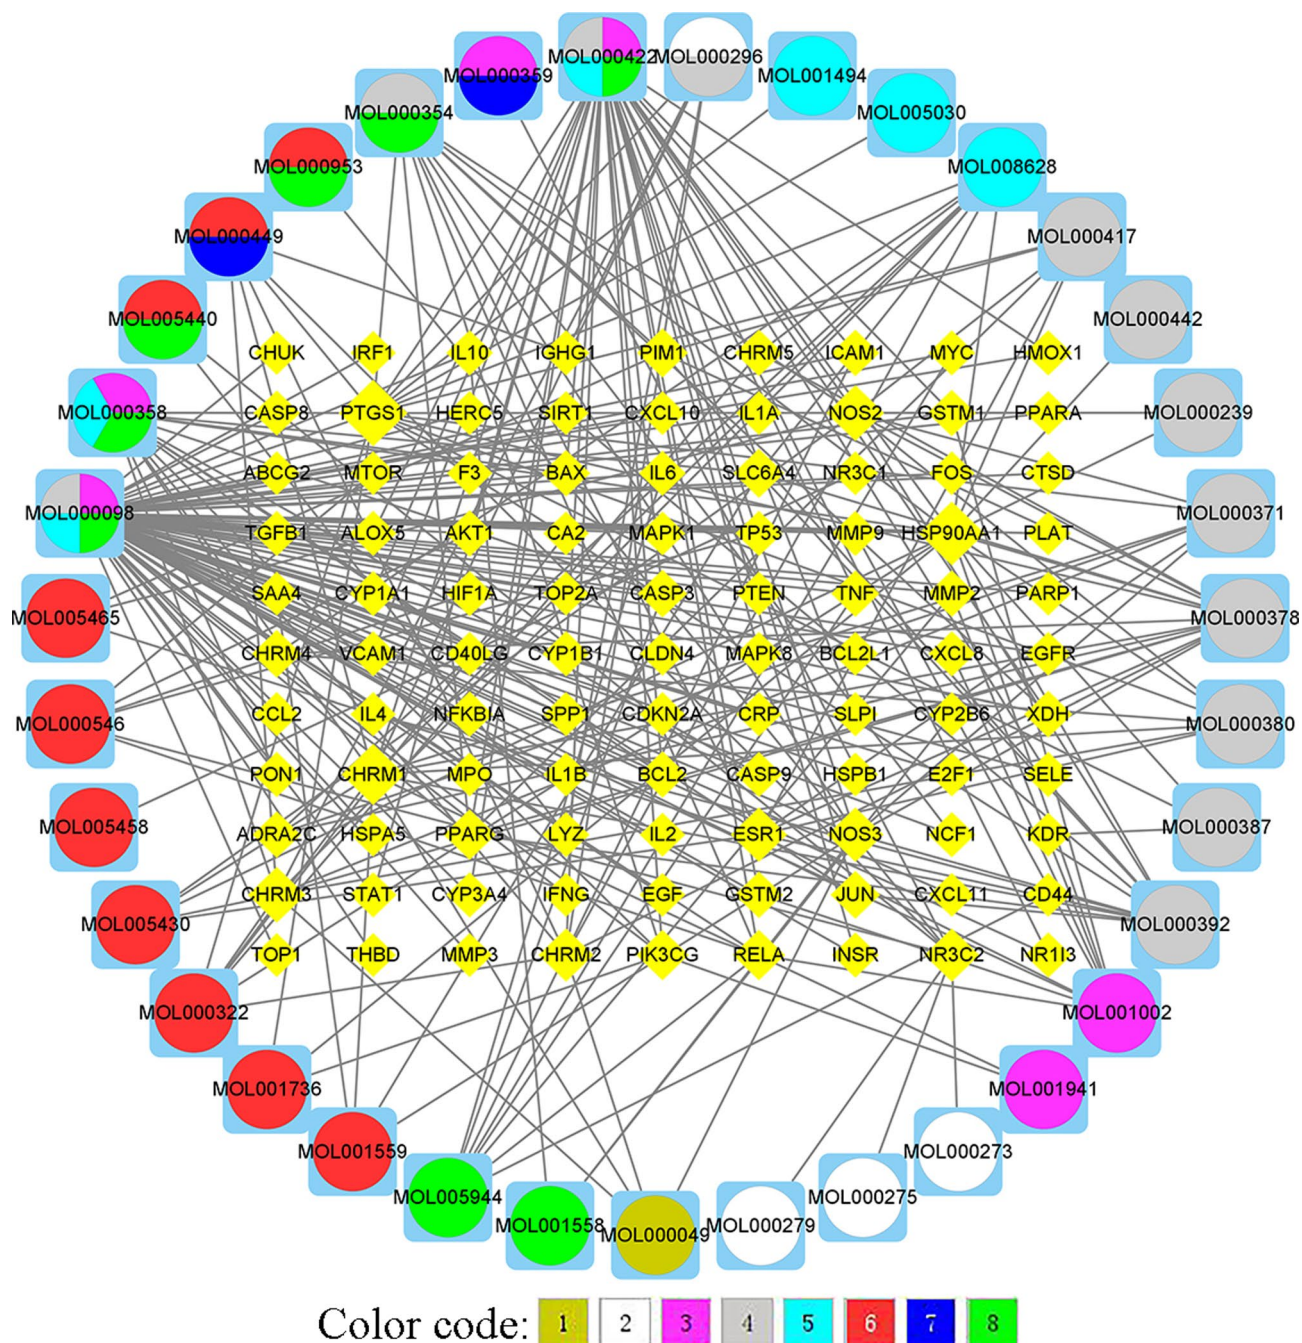 MOL000422 MOL000296
MOL000359 MOL001494
MOL000354 MOL005030
MOL000953 MOL008628
MOL000449 MOL000417
MOL005440 MOL000442
CHUK IRF1 IL10 IGHG1 PIM1 CHRM5 ICAM1 MYC HMOX1
MOL000358 CASP8 PTGS1 HERC5 SIRT1 CXCL10 IL1A NOS2 GSTM1 PPARA MOL000239
ABCG2 MTOR F3 BAX IL6 SLC6A4 NR3C1 FOS CTSD
MOL000098 MOL000371
TGFB1 ALOX5 AKT1 CA2 MAPK1 TP53 MMP9 HSP90AA1 PLAT
SAA4 CYP1A1 HIF1A TOP2A CASP3 PTEN TNF MMP2 PARP1
MOL005465 MOL000378
CHRM4 VCAM1 CD40LG CYP1B1 CLDN4 MAPK8 BCL2L1 CXCL8 EGFR
CCL2 IL4 NFKBIA SPP1 CDKN2A CRP SLPI CYP2B6 XDH
MOL000546 MOL000380
PON1 CHRM1 MPO IL1B BCL2 CASP9 HSPB1 E2F1 SELE
MOL005458 ADRA2C HSPA5 PPARG LYZ IL2 ESR1 NOS3 NCF1 KDR MOL000387
CHRM3 STAT1 CYP3A4 IFNG EGF GSTM2 JUN CXCL11 CD44
MOL005430 MOL000392
TOP1 THBD MMP3 CHRM2 PIK3CG RELA INSR NR3C2 NR1I3
MOL000322 MOL001002
MOL001736 MOL001941
MOL001559 MOL000273
MOL005944 MOL000275
MOL001558 MOL000049 MOL000279
Color code: 1 2 3 4 5 6 7 8